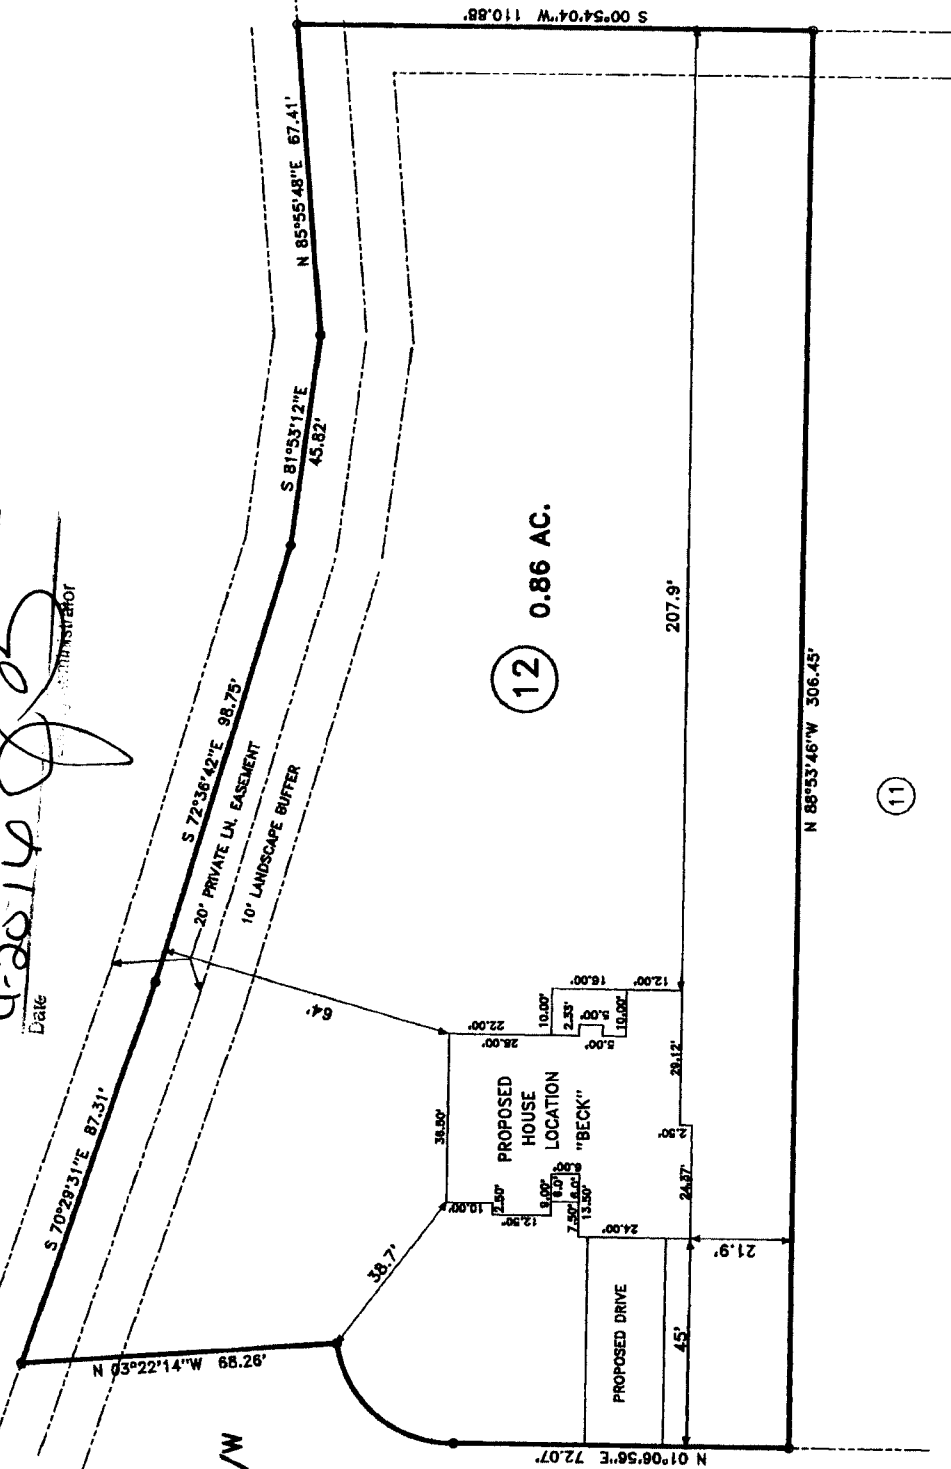 S 00°54'04"W 110.88'
N 85°55'48"E 67.41'
S 81°53'12"E
45.82'
S 72°36'42"E 98.75'
20' PRIVATE LN. EASEMENT
10' LANDSCAPE BUFFER
S 70°29'31"E 87.31'
N 03°22'14"W 68.26'
N 01°06'56"E 72.07'
N 88°53'46"W 306.45'
12 0.86 AC.
11
207.9'
64'
38.7'
45'
21.9'
PROPOSED
HOUSE
LOCATION
"BECK"
PROPOSED DRIVE
22.00'
28.00'
10.00'
16.00'
2.33'
5.00'
5.00'
10.00'
12.00'
29.12'
2.50'
24.37'
24.00'
38.50'
10.00'
2.50'
12.50'
9.00'
6.0'
6.0'
7.50'
13.50'
Date
/W